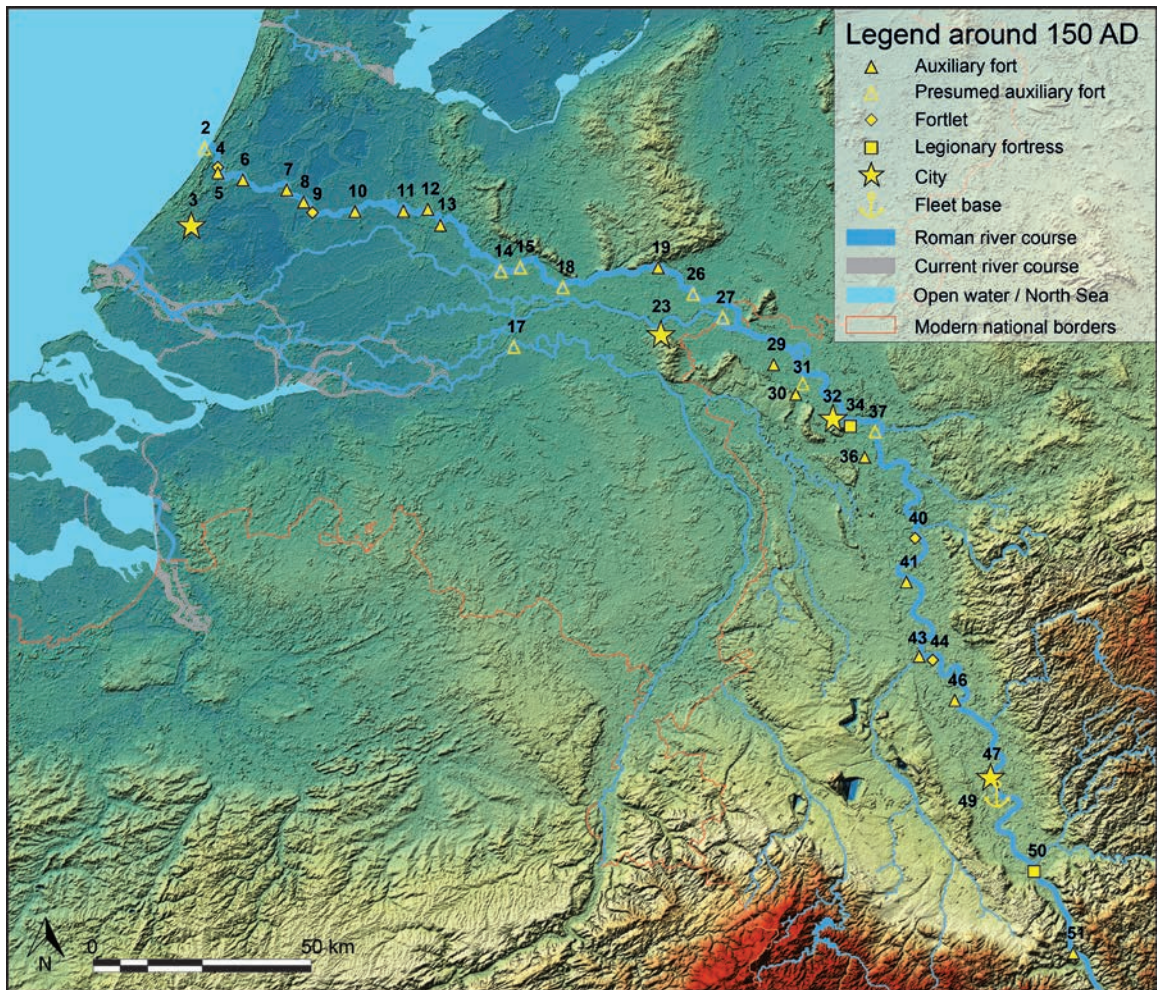 Legend around 150 AD
Auxiliary fort
Presumed auxiliary fort
Fortlet
Legionary fortress
City
Fleet base
Roman river course
Current river course
Open water / North Sea
Modern national borders
2
4
6
5
3
7
8
9
10
11
12
13
14
15
18
19
26
27
17
23
29
31
30
32
34
37
36
40
41
43
44
46
47
49
50
51
N
0
50 km